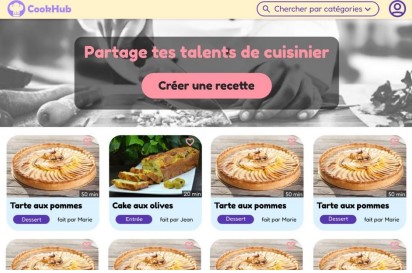 CookHub
Chercher par catégories
Partage tes talents de cuisinier
Créer une recette
50 min
20 min
50 min
50 min
Tarte aux pommes
Cake aux olives
Tarte aux pommes
Tarte aux pommes
Dessert
fait par Marie
Entrée
fait par Jean
Dessert
fait par Marie
Dessert
fait par Marie